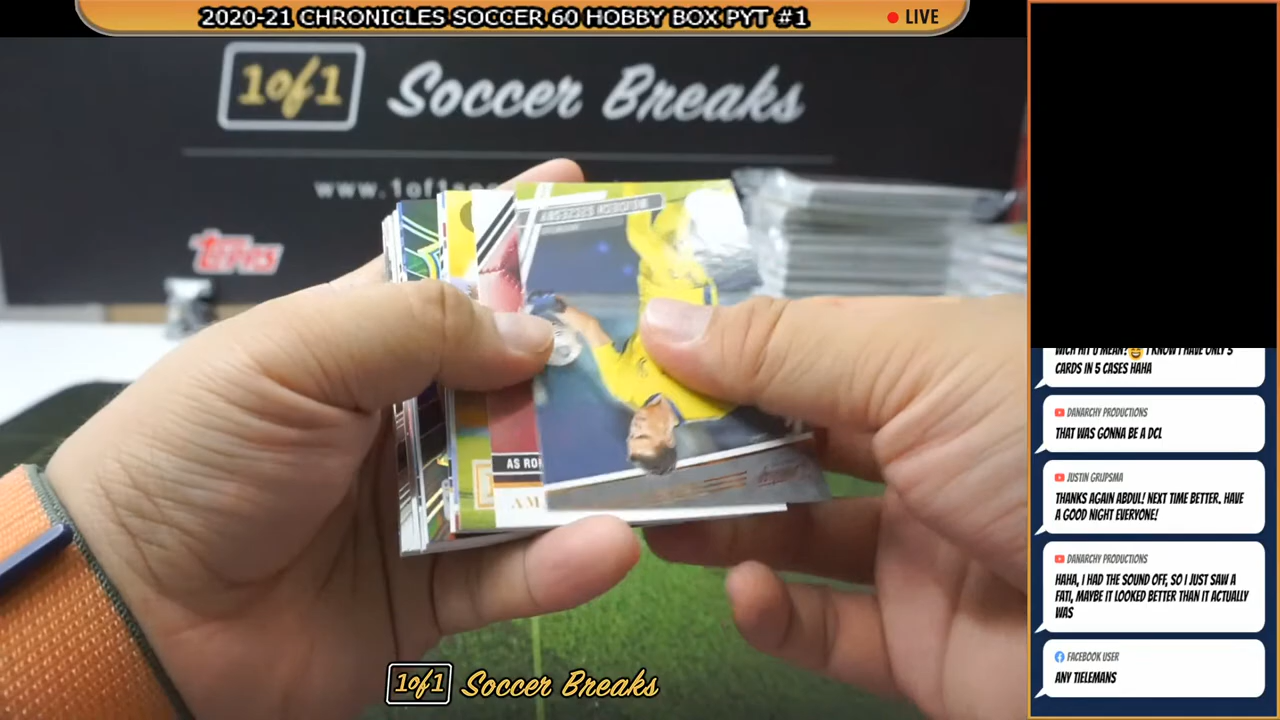 2020-21 CHRONICLES SOCCER 60 HOBBY BOX PYT #1
LIVE
1of1 Soccer Breaks
www.1of1
TOPPS
AS RO
AM
WICH HIT U MEAN?😄 I KNOW I HAVE ONLY 5
CARDS IN 5 CASES HAHA
DANARCHY PRODUCTIONS
THAT WAS GONNA BE A DCL
JUSTIN GRIJPSMA
THANKS AGAIN ABDUL! NEXT TIME BETTER. HAVE
A GOOD NIGHT EVERYONE!
DANARCHY PRODUCTIONS
HAHA, I HAD THE SOUND OFF, SO I JUST SAW A
FATI, MAYBE IT LOOKED BETTER THAN IT ACTUALLY
WAS
FACEBOOK USER
ANY TIELEMANS
1of1 Soccer Breaks